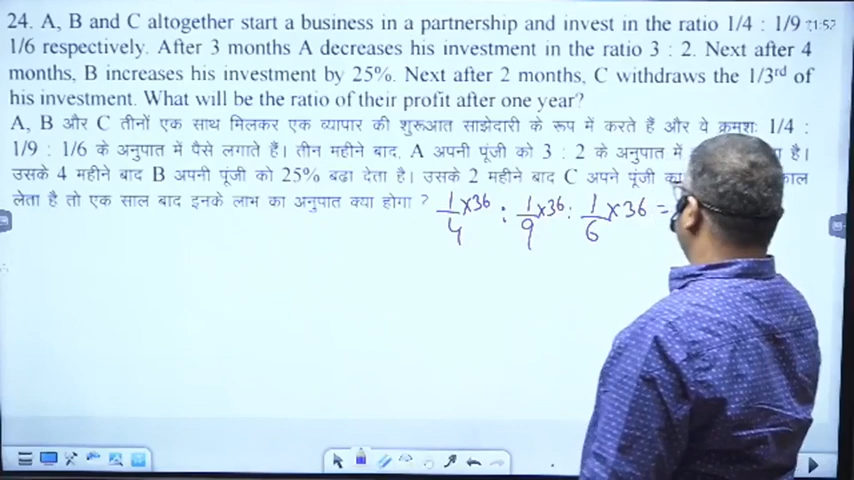 24. A, B and C altogether start a business in a partnership and invest in the ratio 1/4 : 1/9 :
1:52
1/6 respectively. After 3 months A decreases his investment in the ratio 3 : 2. Next after 4
months, B increases his investment by 25%. Next after 2 months, C withdraws the 1/3rd of
his investment. What will be the ratio of their profit after one year?
A, B और C तीनों एक साथ मिलकर एक व्यापार की शुरूआत साझेदारी के रूप में करते हैं और ये क्रमशः 1/4 :
1/9 : 1/6 के अनुपात में पैसे लगाते हैं। तीन महीने बाद, A अपनी पूंजी को 3 : 2 के अनुपात में है।
उसके 4 महीने बाद B अपनी पूंजी को 25% बढा देता है। उसके 2 महीने बाद C अपने पूंजी का
लेता है तो एक साल बाद इनके लाभ का अनुपात क्या होगा ? 1/4 ×36 : 1/9 ×36 : 1/6 ×36 =